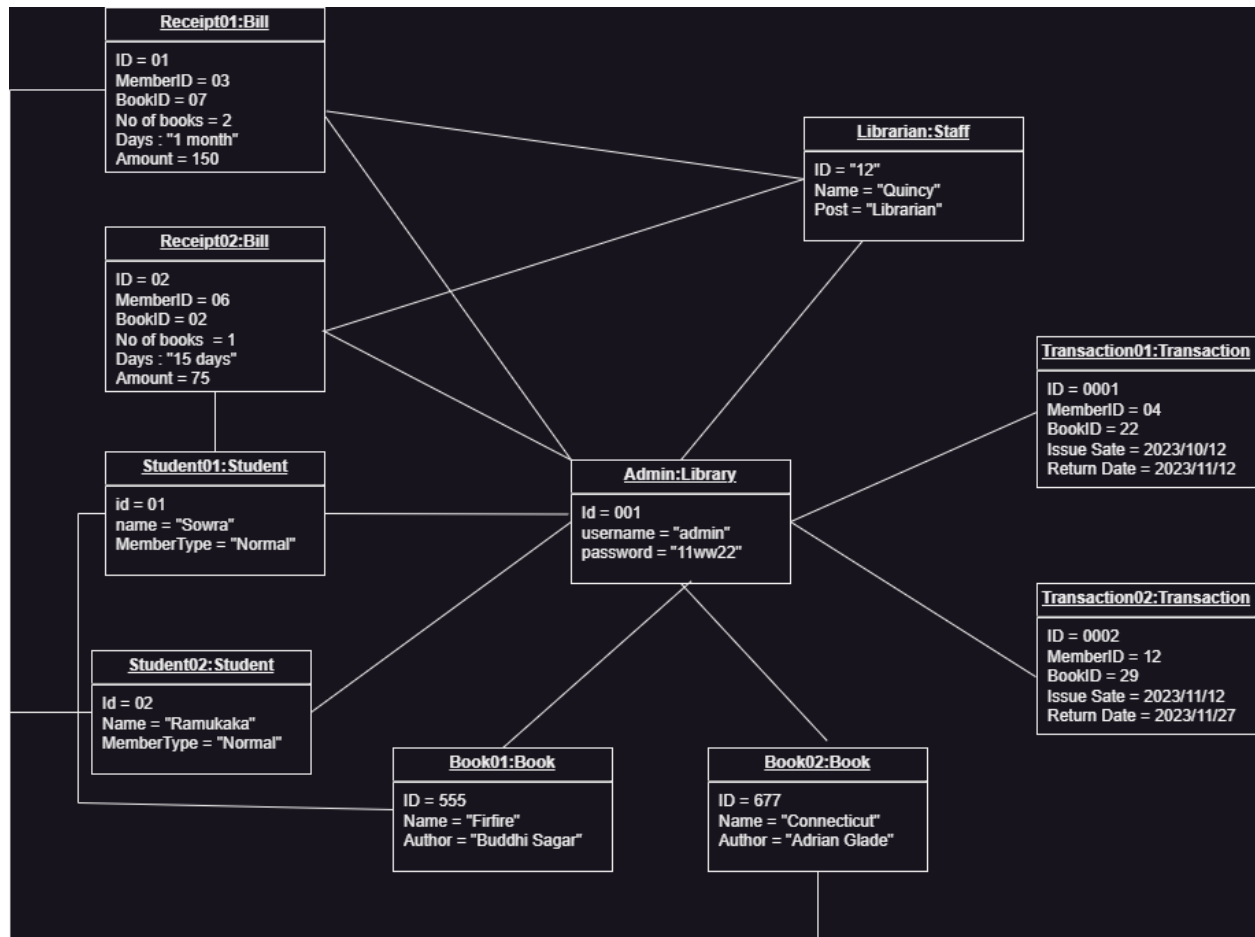 Receipt01:Bill
ID = 01
MemberID = 03
BookID = 07
No of books = 2
Days : "1 month"
Amount = 150
Librarian:Staff
ID = "12"
Name = "Quincy"
Post = "Librarian"
Receipt02:Bill
ID = 02
MemberID = 06
BookID = 02
No of books  = 1
Days : "15 days"
Amount = 75
Transaction01:Transaction
ID = 0001
MemberID = 04
BookID = 22
Issue Sate = 2023/10/12
Return Date = 2023/11/12
Student01:Student
id = 01
name = "Sowra"
MemberType = "Normal"
Admin:Library
Id = 001
username = "admin"
password = "11ww22"
Transaction02:Transaction
ID = 0002
MemberID = 12
BookID = 29
Issue Sate = 2023/11/12
Return Date = 2023/11/27
Student02:Student
Id = 02
Name = "Ramukaka"
MemberType = "Normal"
Book01:Book
ID = 555
Name = "Firfire"
Author = "Buddhi Sagar"
Book02:Book
ID = 677
Name = "Connecticut"
Author = "Adrian Glade"